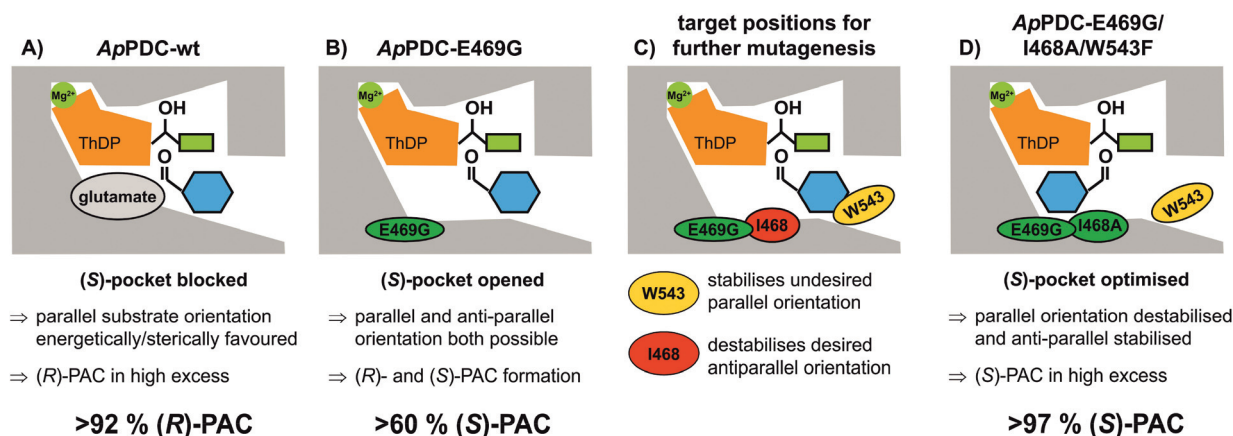 A)
ApPDC-wt
Mg2+
OH
ThDP
O
glutamate
(S)-pocket blocked
⇒ parallel substrate orientation
energetically/sterically favoured
⇒ (R)-PAC in high excess
>92 % (R)-PAC
B)
ApPDC-E469G
Mg2+
OH
ThDP
O
E469G
(S)-pocket opened
⇒ parallel and anti-parallel
orientation both possible
⇒ (R)- and (S)-PAC formation
>60 % (S)-PAC
target positions for
C) further mutagenesis
Mg2+
OH
ThDP
O
W543
E469G
I468
W543
stabilises undesired
parallel orientation
I468
destabilises desired
antiparallel orientation
ApPDC-E469G/
D) I468A/W543F
Mg2+
OH
ThDP
O
W543
E469G
I468A
(S)-pocket optimised
⇒ parallel orientation destabilised
and anti-parallel stabilised
⇒ (S)-PAC in high excess
>97 % (S)-PAC